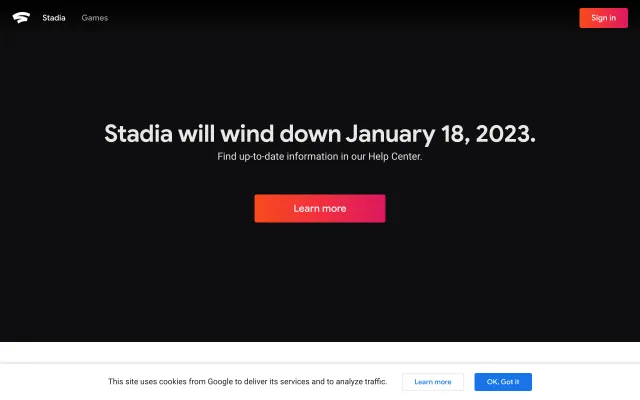 Stadia Games Sign in
Stadia will wind down January 18, 2023.
Find up-to-date information in our Help Center.
Learn more
This site uses cookies from Google to deliver its services and to analyze traffic. Learn more OK, Got it